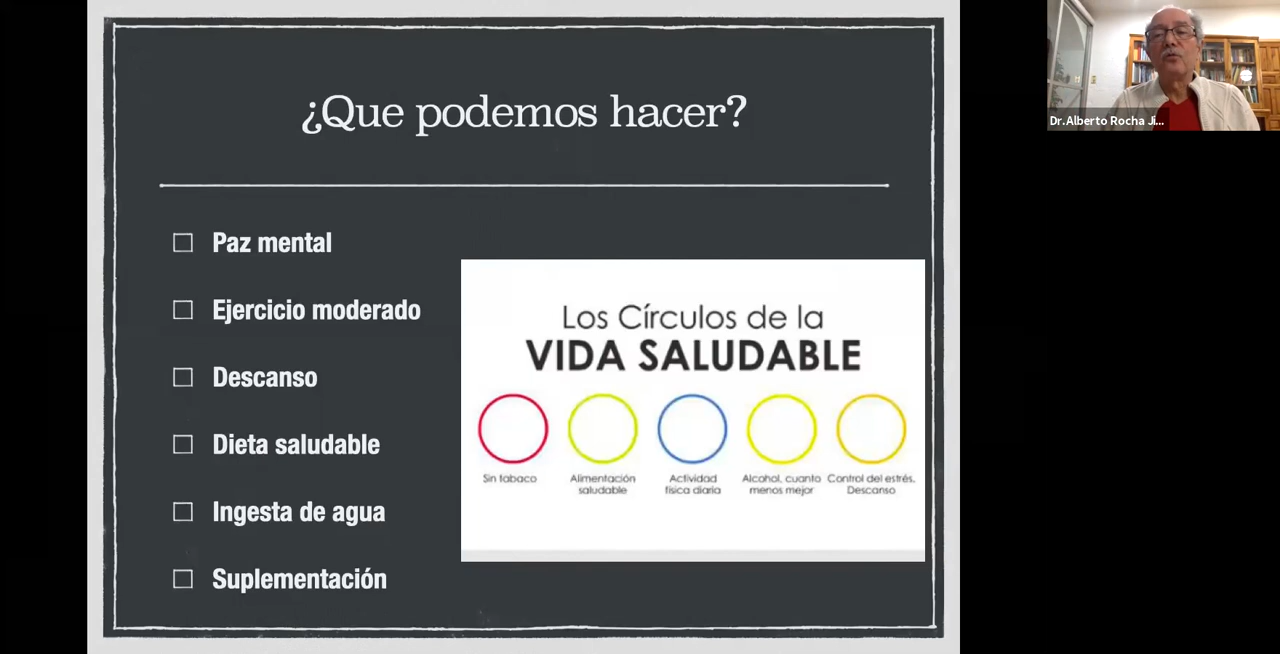 ¿Que podemos hacer?
Paz mental
Ejercicio moderado
Descanso
Dieta saludable
Ingesta de agua
Suplementación
Los Círculos de la
VIDA SALUDABLE
Sin tabaco
Alimentación
saludable
Actividad
física diaria
Alcohol, cuanto
menos mejor
Control del estrés.
Descanso
Dr.Alberto Rocha Ji...